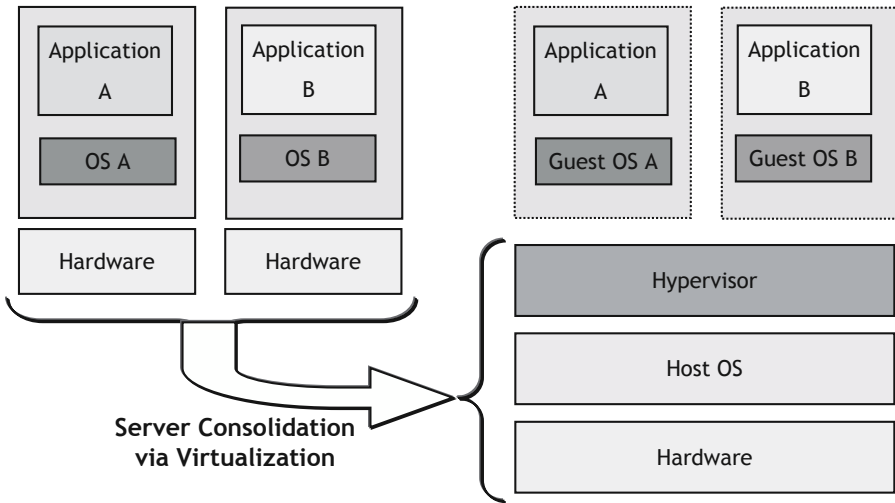 Application
A
OS A
Hardware
Application
B
OS B
Hardware
Server Consolidation
via Virtualization
Application
A
Guest OS A
Application
B
Guest OS B
Hypervisor
Host OS
Hardware